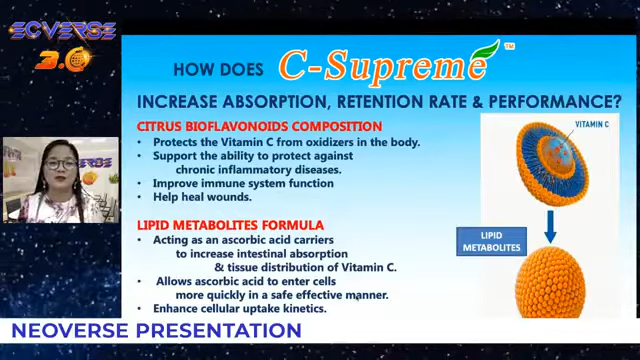 ECVERSE
3.0
HOW DOES C-Supreme™
INCREASE ABSORPTION, RETENTION RATE & PERFORMANCE?
CITRUS BIOFLAVONOIDS COMPOSITION
• Protects the Vitamin C from oxidizers in the body.
• Support the ability to protect against
chronic inflammatory diseases.
• Improve immune system function
• Help heal wounds.
LIPID METABOLITES FORMULA
• Acting as an ascorbic acid carriers
to increase intestinal absorption
& tissue distribution of Vitamin C.
• Allows ascorbic acid to enter cells
more quickly in a safe effective manner.
• Enhance cellular uptake kinetics.
VITAMIN C
LIPID
METABOLITES
NEOVERSE PRESENTATION